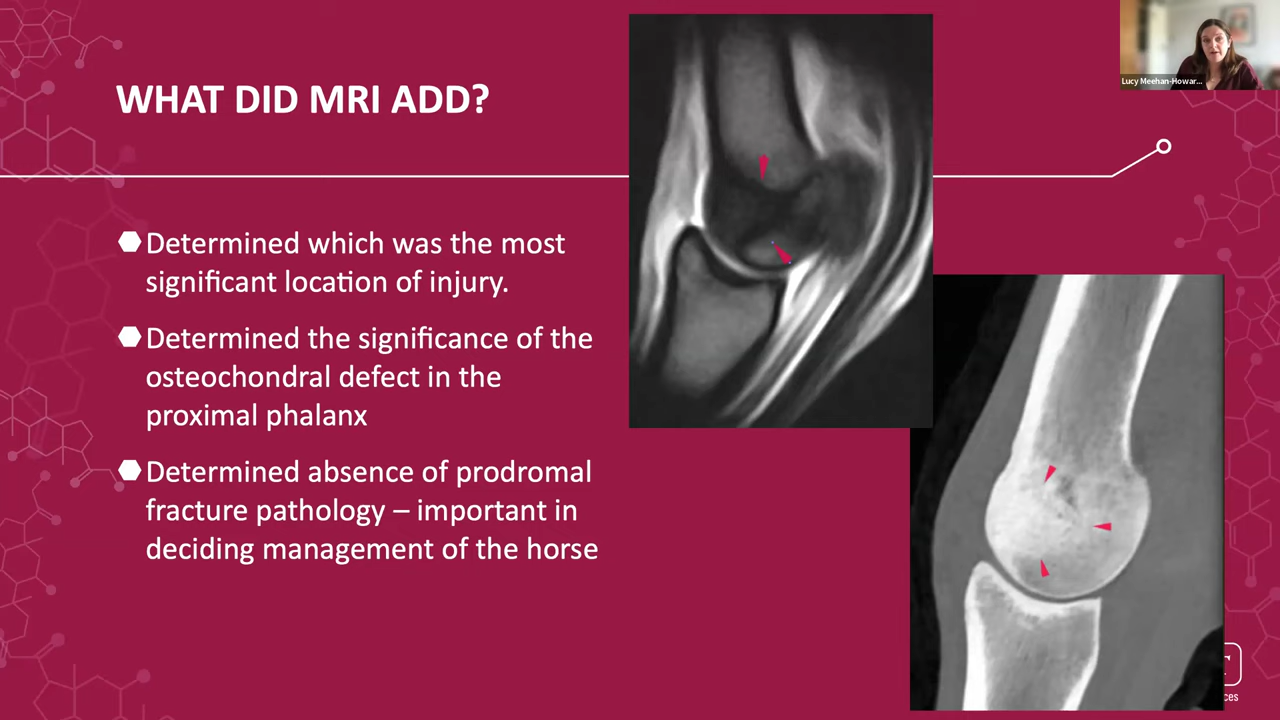 WHAT DID MRI ADD?
Determined which was the most
significant location of injury.
Determined the significance of the
osteochondral defect in the
proximal phalanx
Determined absence of prodromal
fracture pathology – important in
deciding management of the horse
Lucy Meehan-Howar...